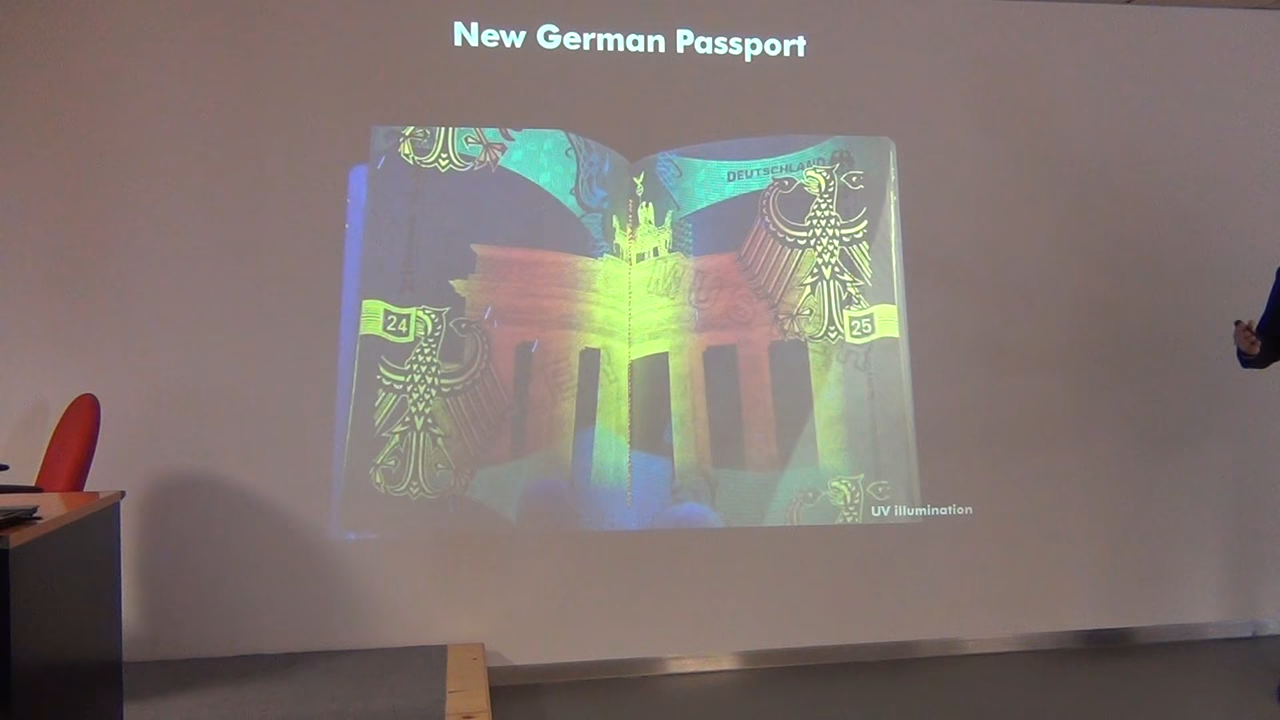 New German Passport
DEUTSCHLAND
24
25
UV illumination